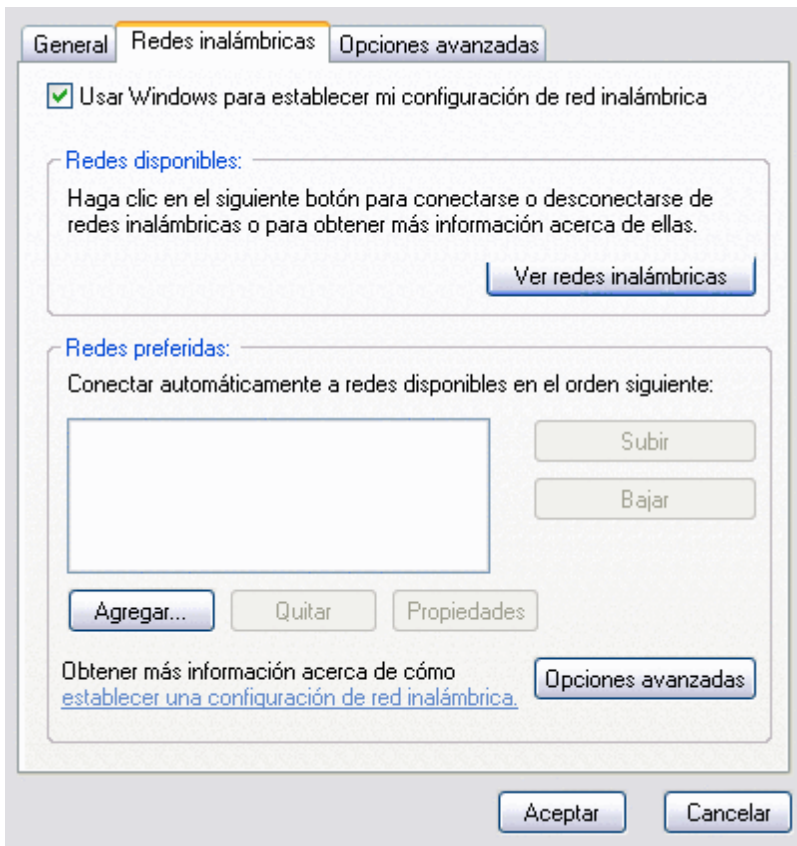 General
Redes inalámbricas
Opciones avanzadas
Usar Windows para establecer mi configuración de red inalámbrica
Redes disponibles:
Haga clic en el siguiente botón para conectarse o desconectarse de
redes inalámbricas o para obtener más información acerca de ellas.
Ver redes inalámbricas
Redes preferidas:
Conectar automáticamente a redes disponibles en el orden siguiente:
Subir
Bajar
Agregar...
Quitar
Propiedades
Obtener más información acerca de cómo
establecer una configuración de red inalámbrica.
Opciones avanzadas
Aceptar
Cancelar